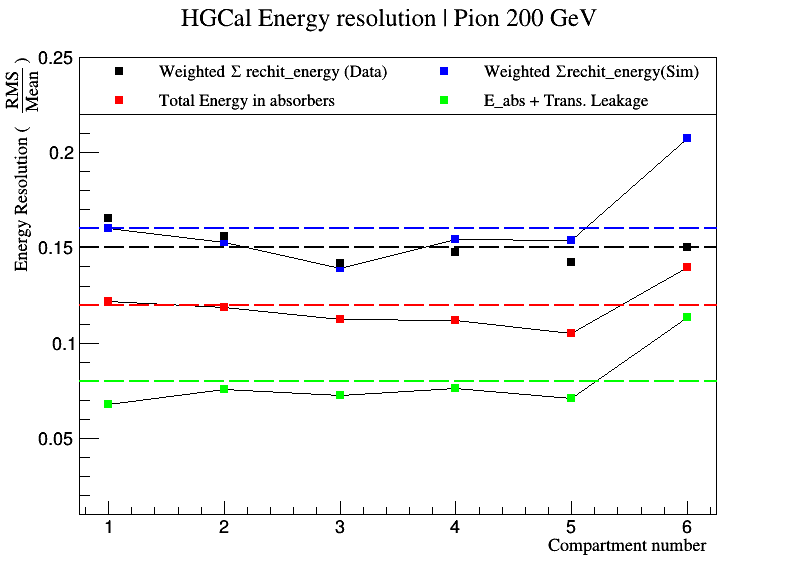 HGCal Energy resolution | Pion 200 GeV
Energy Resolution ( RMS / Mean )
0.25
0.2
0.15
0.1
0.05
Weighted Σ rechit_energy (Data)
Weighted Σrechit_energy(Sim)
Total Energy in absorbers
E_abs + Trans. Leakage
1 2 3 4 5 6
Compartment number